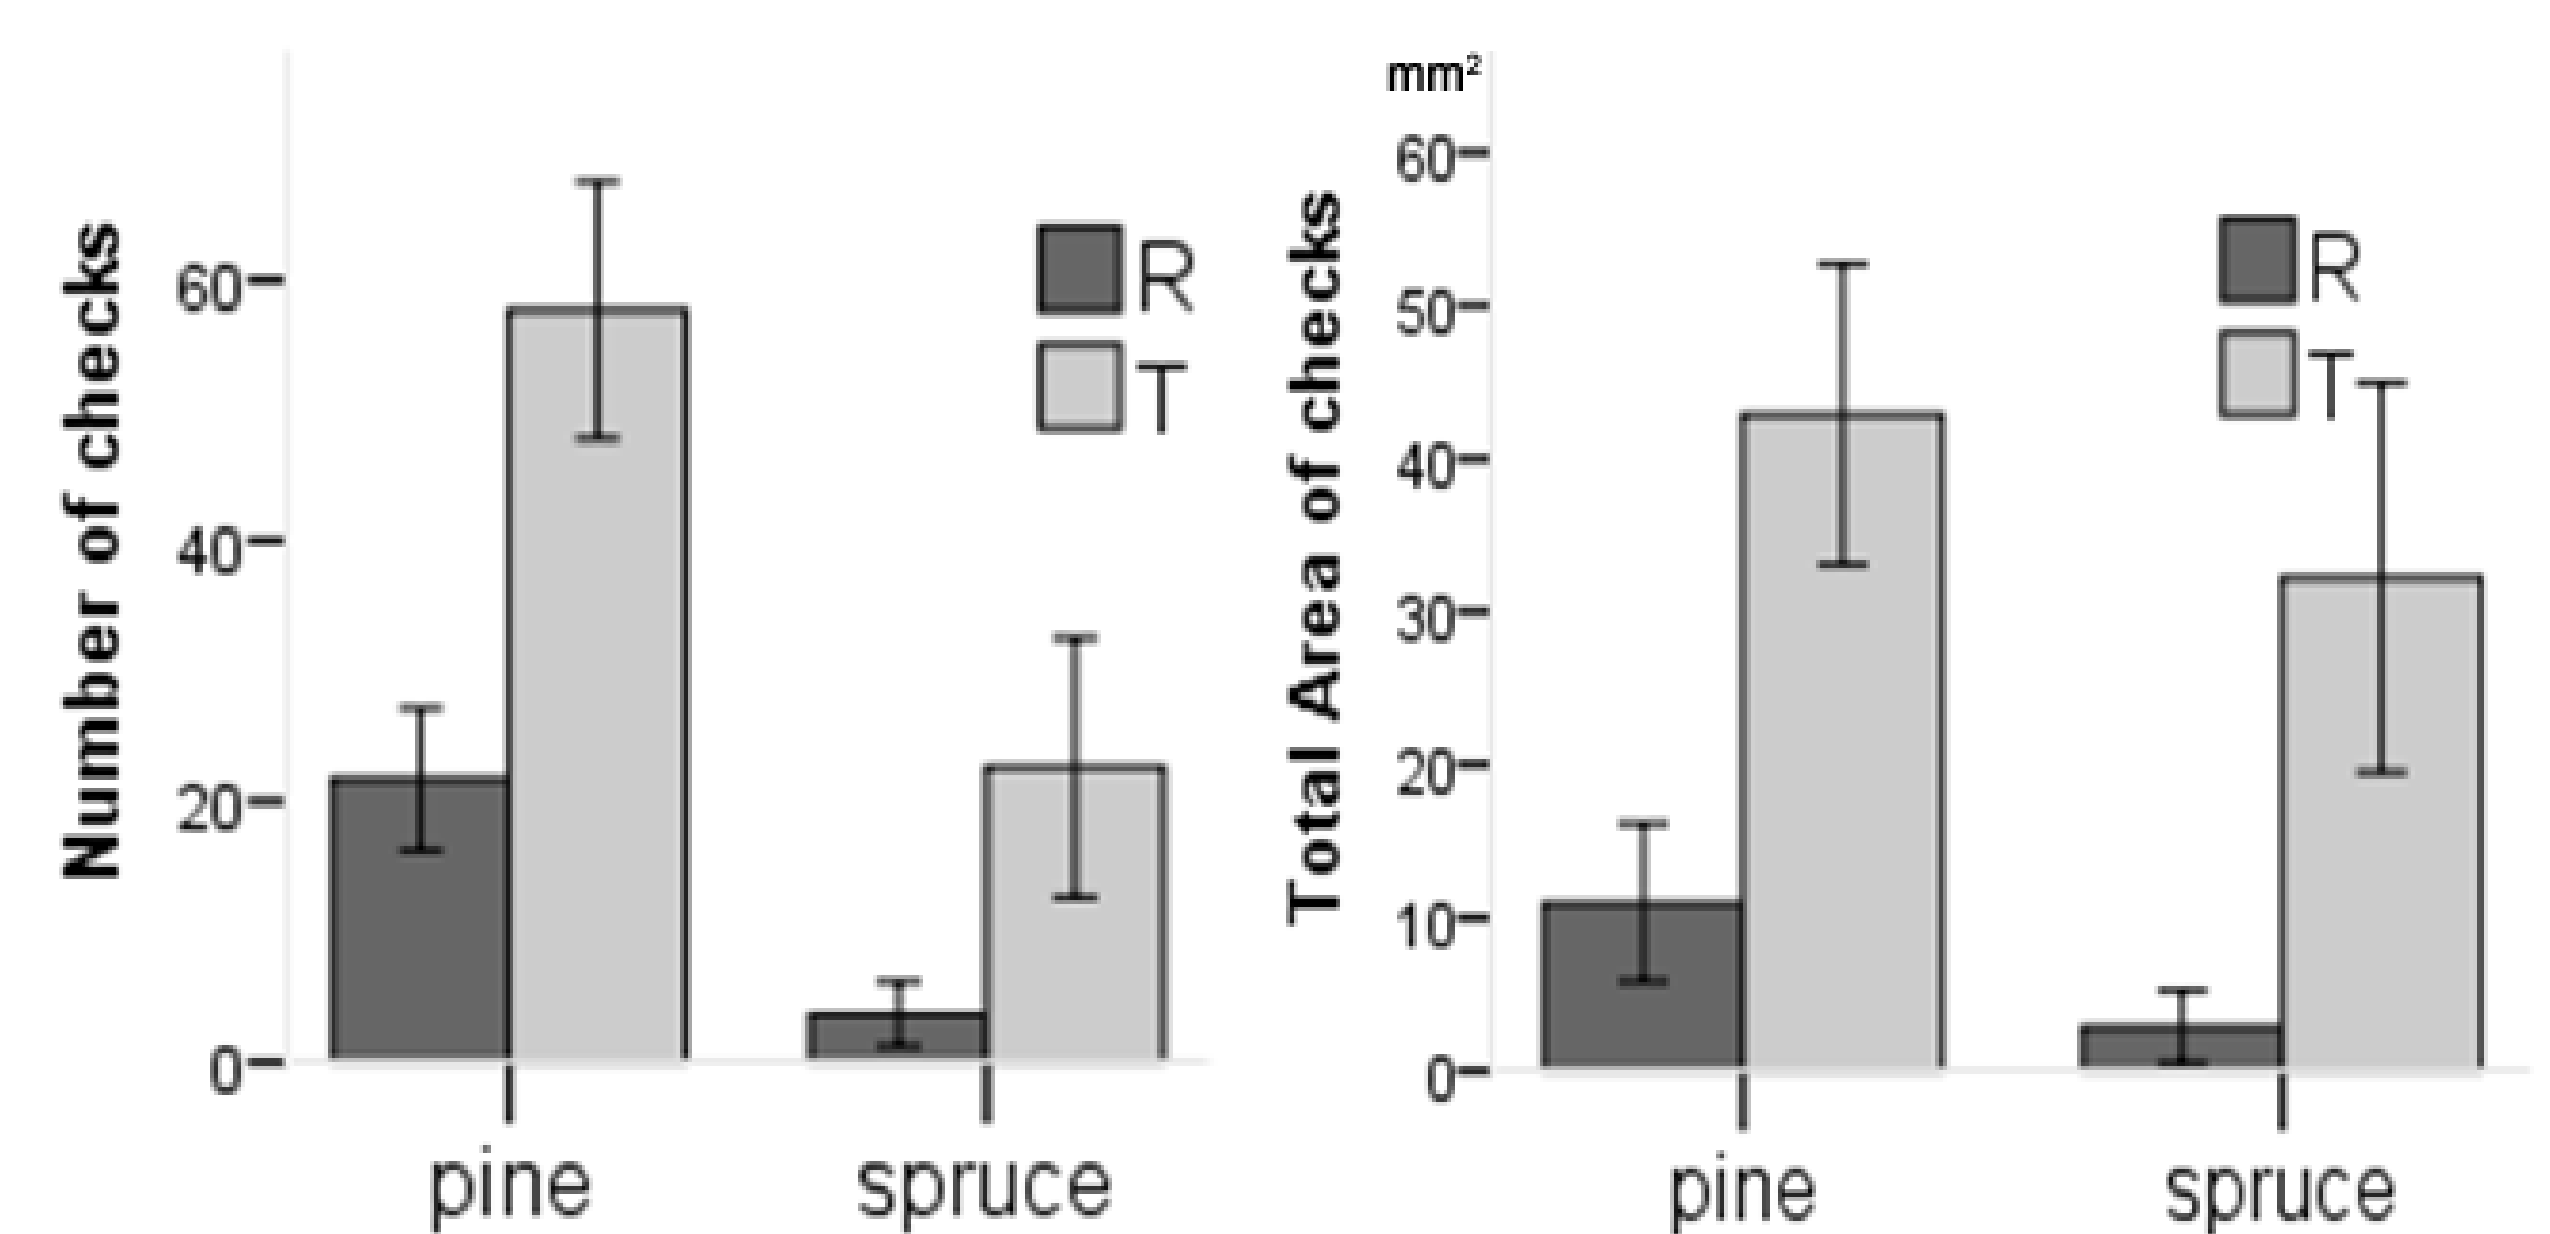 Number of checks
60
40
20
0
pine
spruce
R
T
mm²
Total Area of checks
60
50
40
30
20
10
0
pine
spruce
R
T